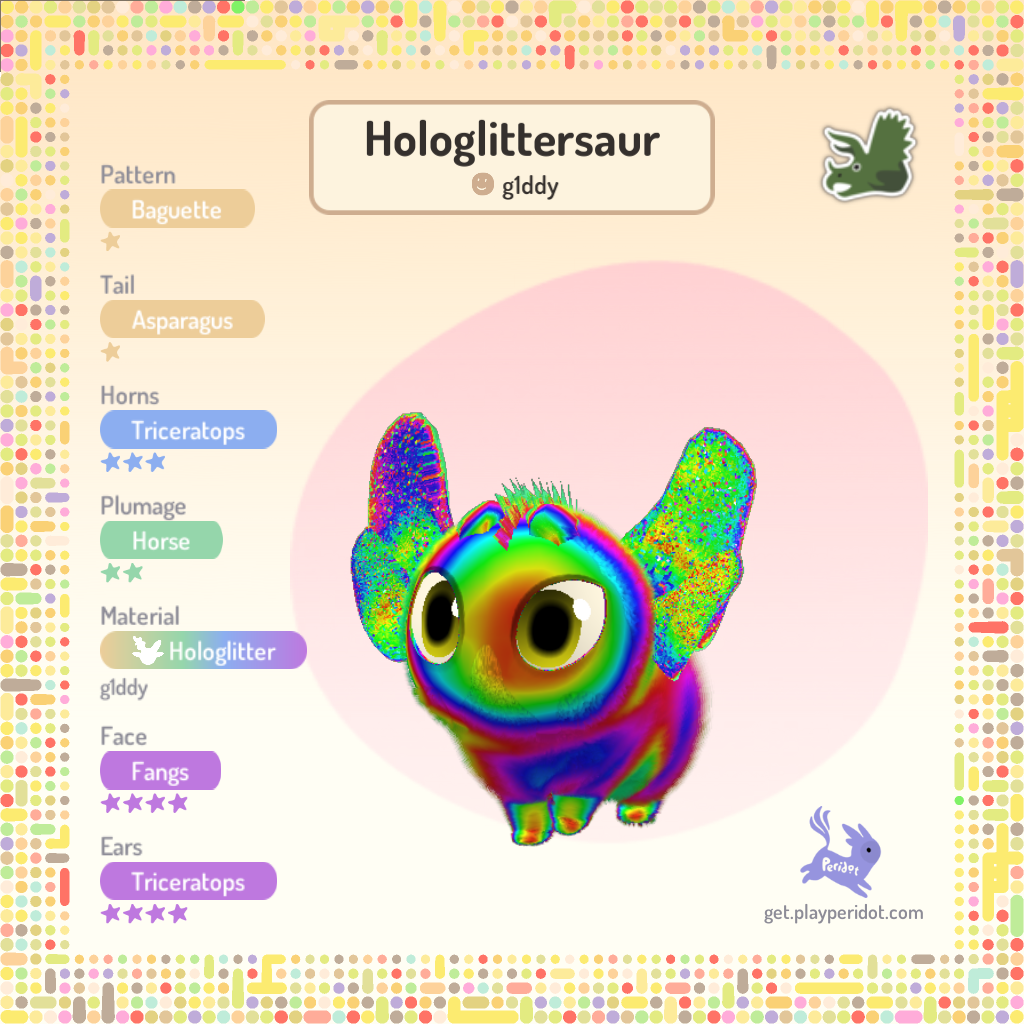 Hologlittersaur
g1ddy
Pattern
Baguette
Tail
Asparagus
Horns
Triceratops
Plumage
Horse
Material
Hologlitter
g1ddy
Face
Fangs
Ears
Triceratops
Peridot
get.playperidot.com